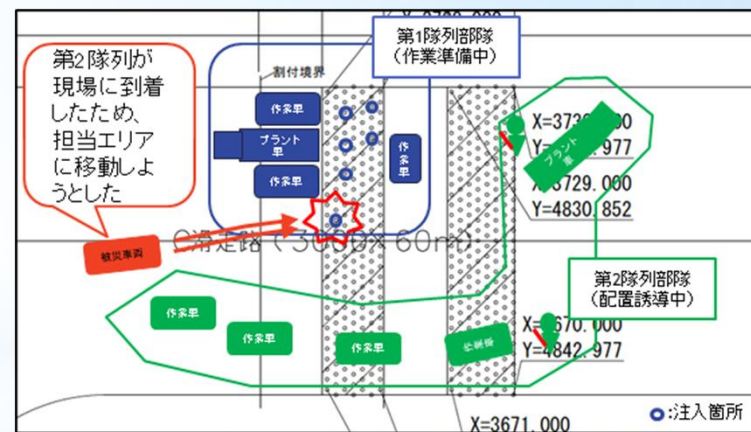 第2隊列が
現場に到着
したため、
担当エリア
に移動しよ
うとした
第1隊列部隊
(作業準備中)
割付境界
作業車
プラント
車
作業車
作業車
被災車両
C滑走路(3000×60m)
プラント
車
Y=4830.852
X=3729.000
第2隊列部隊
(配置誘導中)
作業車
作業車
作業車
作業車
Y=4842.977
X=3671.000
:注入箇所